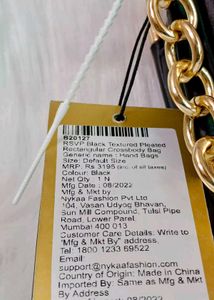 B20127
RSVP Black Textured Pleated
Rectangular Crossbody Bag
Generic name : Hand Bags
Size: Default Size
MRP: Rs 3195 (incl. of all taxes)
Colour: Black
Qty : 1 N
Mfg Date : 08/2022
Mfg & Mkt by
Nykaa Fashion Pvt Ltd
104, Vasan Udyog Bhavan,
Sun Mill Compound, Tulsi Pipe
Road, Lower Parel,
Mumbai 400 013
Customer Care Details: Write to
"Mfg & Mkt By" address.
Tel: 1800 1233 69522
Email:
support@nykaafashion.com
Country of Origin: Made in China
Imported By: Same as Mfg & Mkt
By Address